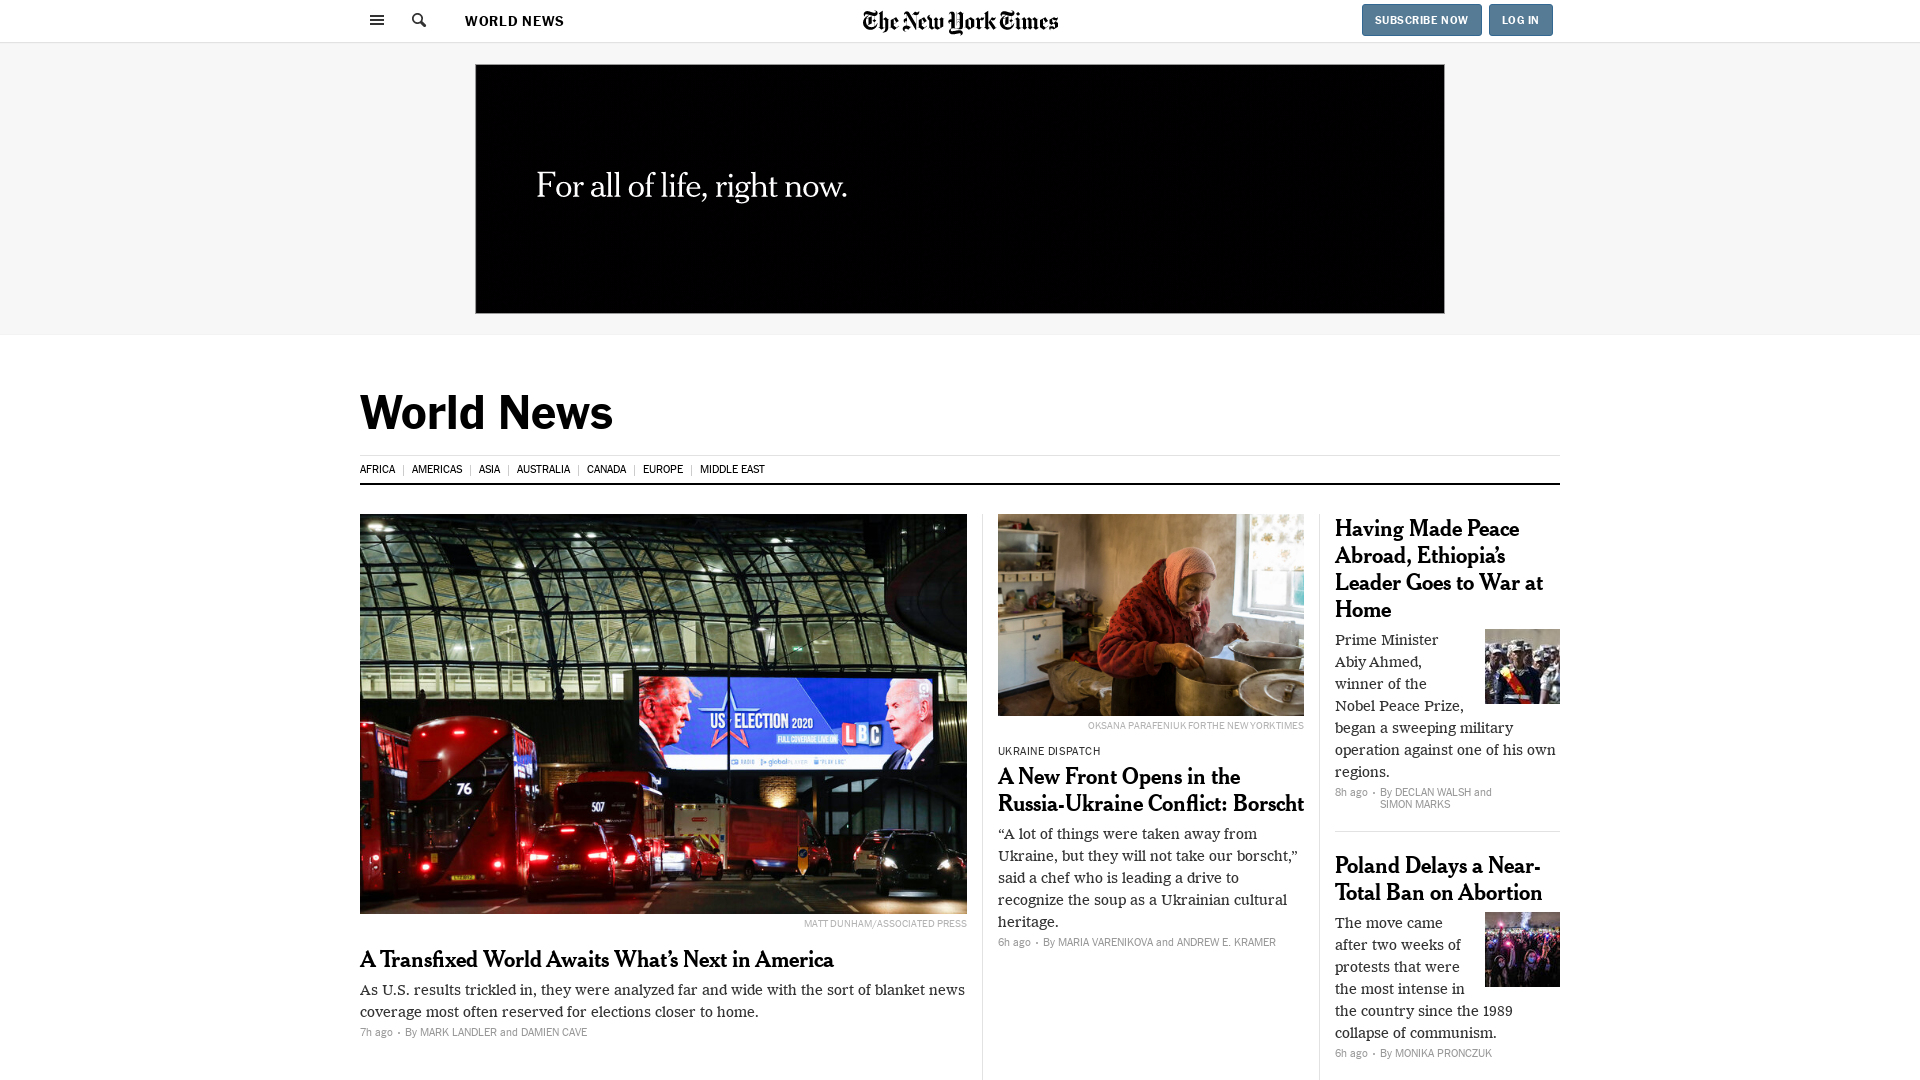 WORLD NEWS
The New York Times
SUBSCRIBE NOW
LOG IN
For all of life, right now.
World News
AFRICA
AMERICAS
ASIA
AUSTRALIA
CANADA
EUROPE
MIDDLE EAST
US ELECTION 2020
FULL COVERAGE LIVE ON
LBC
76
507
MATT DUNHAM/ASSOCIATED PRESS
A Transfixed World Awaits What’s Next in America
As U.S. results trickled in, they were analyzed far and wide with the sort of blanket news
coverage most often reserved for elections closer to home.
7h ago • By MARK LANDLER and DAMIEN CAVE
OKSANA PARAFENIUK FOR THE NEW YORK TIMES
UKRAINE DISPATCH
A New Front Opens in the
Russia-Ukraine Conflict: Borscht
“A lot of things were taken away from
Ukraine, but they will not take our borscht,”
said a chef who is leading a drive to
recognize the soup as a Ukrainian cultural
heritage.
6h ago • By MARIA VARENIKOVA and ANDREW E. KRAMER
Having Made Peace
Abroad, Ethiopia’s
Leader Goes to War at
Home
Prime Minister
Abiy Ahmed,
winner of the
Nobel Peace Prize,
began a sweeping military
operation against one of his own
regions.
8h ago • By DECLAN WALSH and
SIMON MARKS
Poland Delays a Near-
Total Ban on Abortion
The move came
after two weeks of
protests that were
the most intense in
the country since the 1989
collapse of communism.
6h ago • By MONIKA PRONCZUK